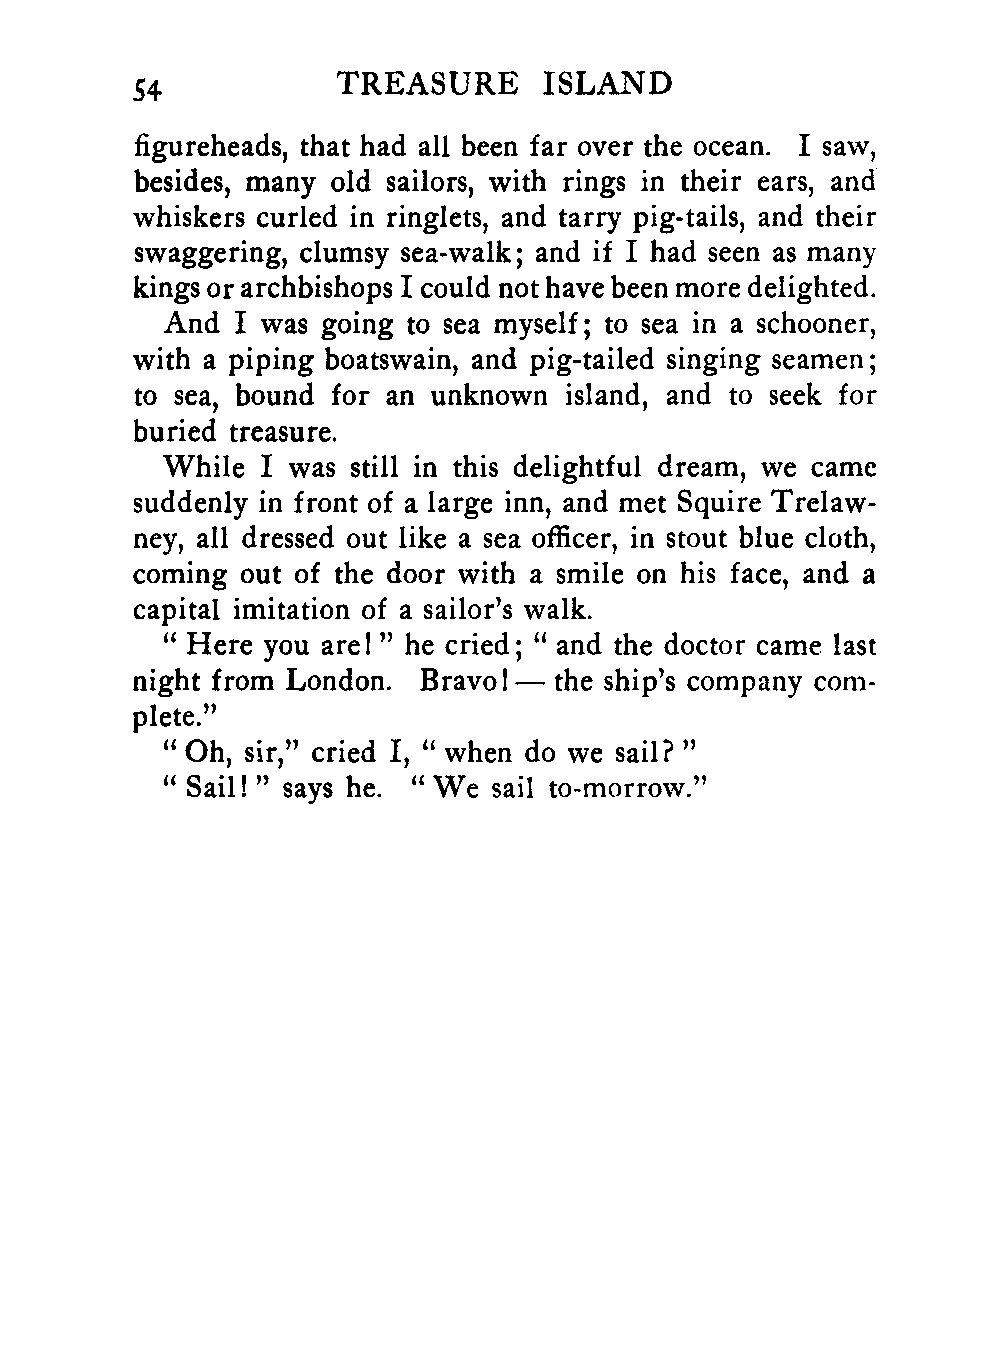 54 TREASURE ISLAND
figureheads, that had all been far over the ocean. I saw,
besides, many old sailors, with rings in their ears, and
whiskers curled in ringlets, and tarry pig-tails, and their
swaggering, clumsy sea-walk; and if I had seen as many
kings or archbishops I could not have been more delighted.
And I was going to sea myself; to sea in a schooner,
with a piping boatswain, and pig-tailed singing seamen;
to sea, bound for an unknown island, and to seek for
buried treasure.
While I was still in this delightful dream, we came
suddenly in front of a large inn, and met Squire Trelaw-
ney, all dressed out like a sea officer, in stout blue cloth,
coming out of the door with a smile on his face, and a
capital imitation of a sailor's walk.
" Here you are! " he cried; " and the doctor came last
night from London. Bravo! — the ship's company com-
plete."
" Oh, sir," cried I, " when do we sail? "
" Sail! " says he. " We sail to-morrow."